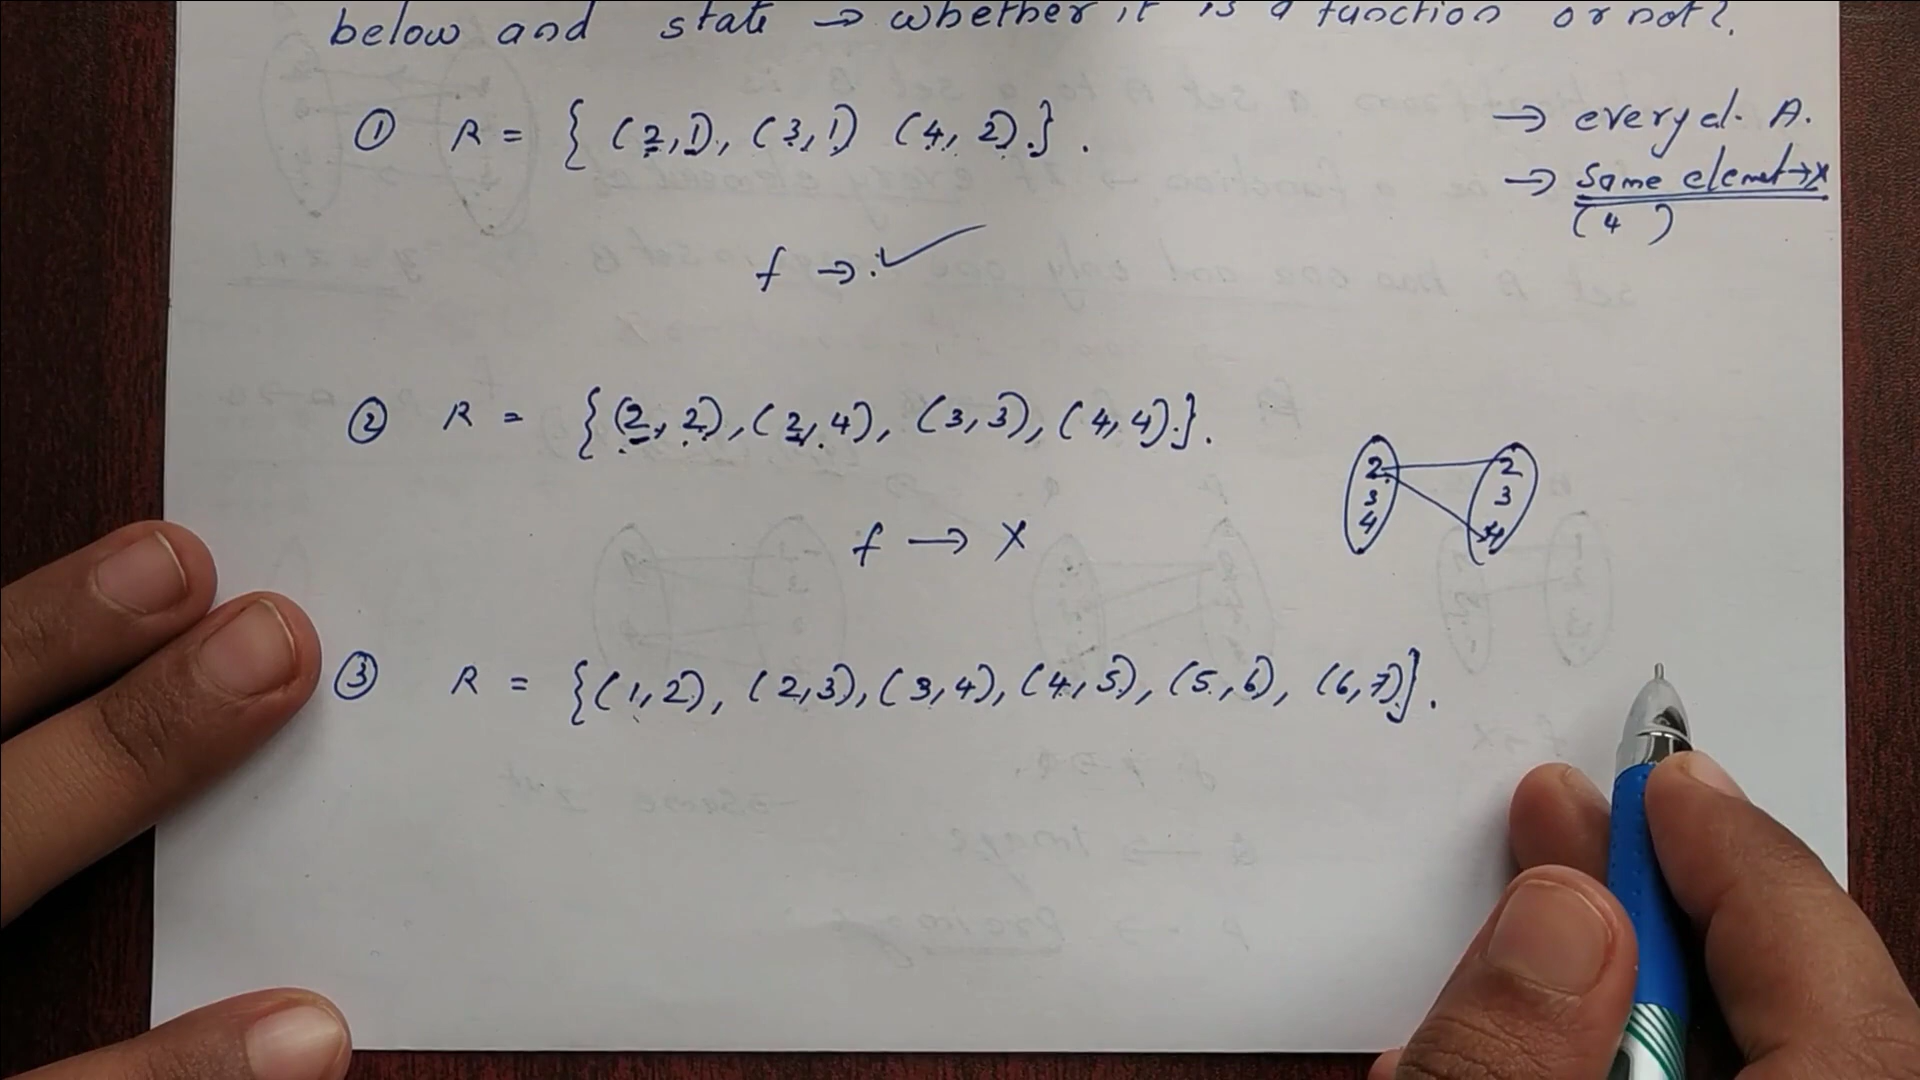 below and state → whether it is a function or not?
① R = { (2,1), (3,1) (4, 2) }.
→ every el. A.
→ same elemet → x
(4 )
f → ✓
② R = {(2, 2), (2, 4), (3, 3), (4, 4)}.
2 2
3 3
4 4
f → X
③ R = {(1, 2), (2, 3), (3, 4), (4, 5), (5, 6), (6, 7)}.